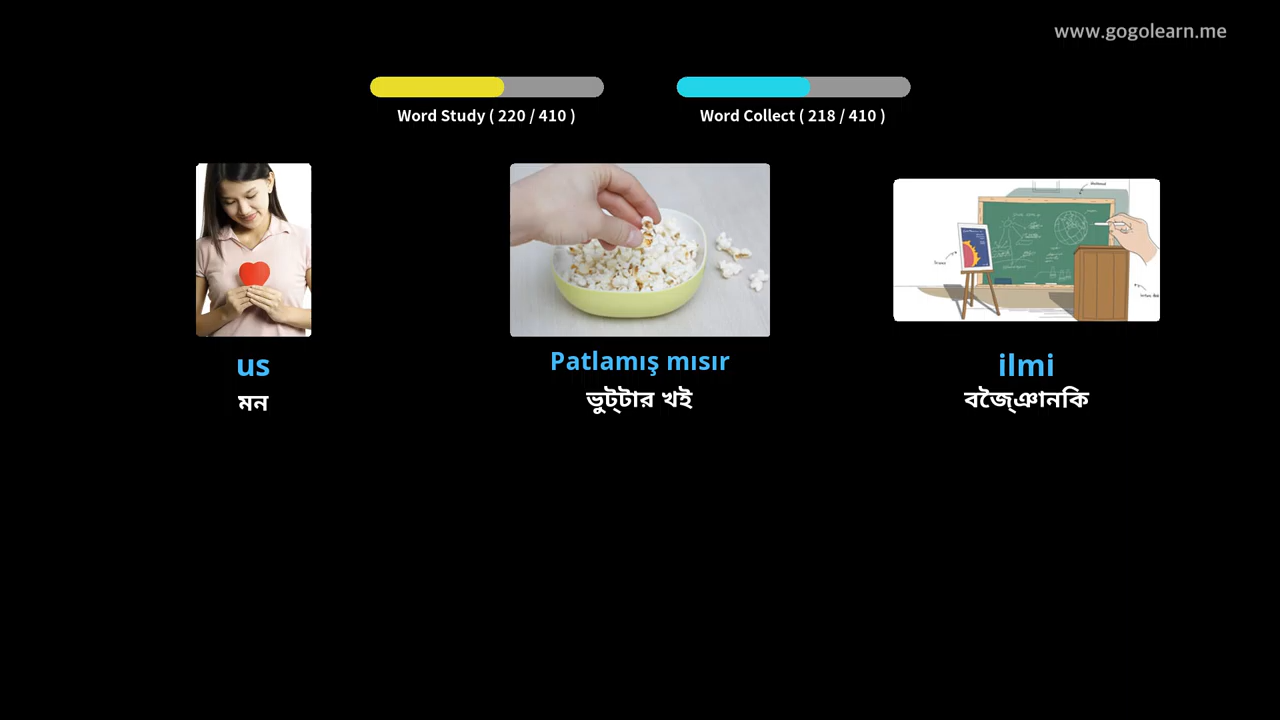 www.gogolearn.me
Word Study ( 220 / 410 )
Word Collect ( 218 / 410 )
us
মন
Patlamış mısır
ভুট্টার খই
ilmi
বজ্ঞৈানকি